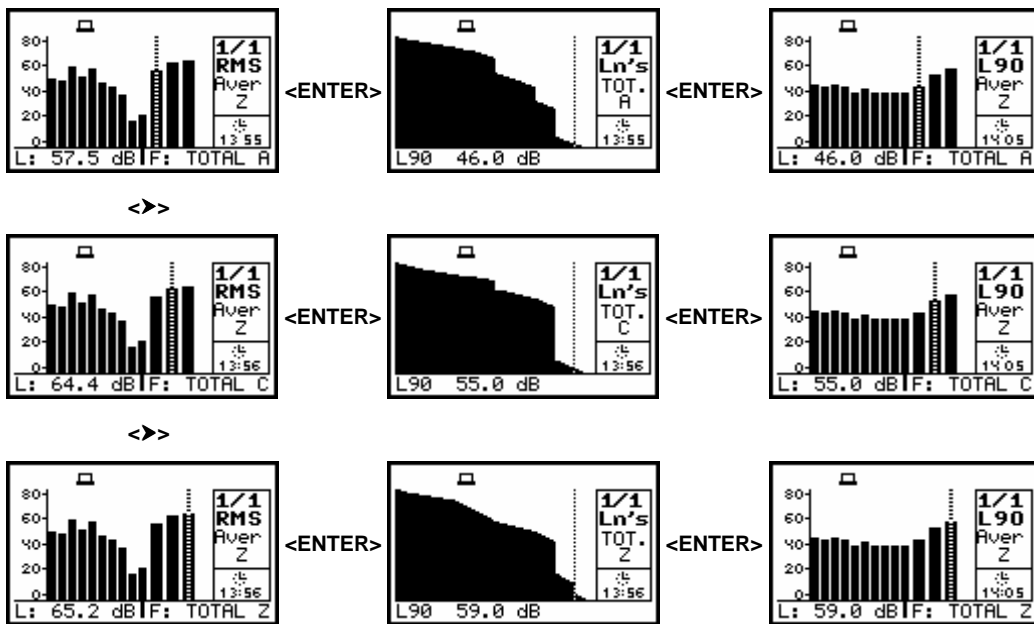 80
60
40
20
0
1/1
RMS
Aver
Z
13:55
L: 57.5 dB F: TOTAL A
<ENTER>
1/1
Ln's
TOT.
A
13:55
L90 46.0 dB
<ENTER>
80
60
40
20
0
1/1
L90
Aver
Z
14:05
L: 46.0 dB F: TOTAL A
<➤>
80
60
40
20
0
1/1
RMS
Aver
Z
13:56
L: 64.4 dB F: TOTAL C
<ENTER>
1/1
Ln's
TOT.
C
13:56
L90 55.0 dB
<ENTER>
80
60
40
20
0
1/1
L90
Aver
Z
14:05
L: 55.0 dB F: TOTAL C
<➤>
80
60
40
20
0
1/1
RMS
Aver
Z
13:56
L: 65.2 dB F: TOTAL Z
<ENTER>
1/1
Ln's
TOT.
Z
13:56
L90 59.0 dB
<ENTER>
80
60
40
20
0
1/1
L90
Aver
Z
14:05
L: 59.0 dB F: TOTAL Z